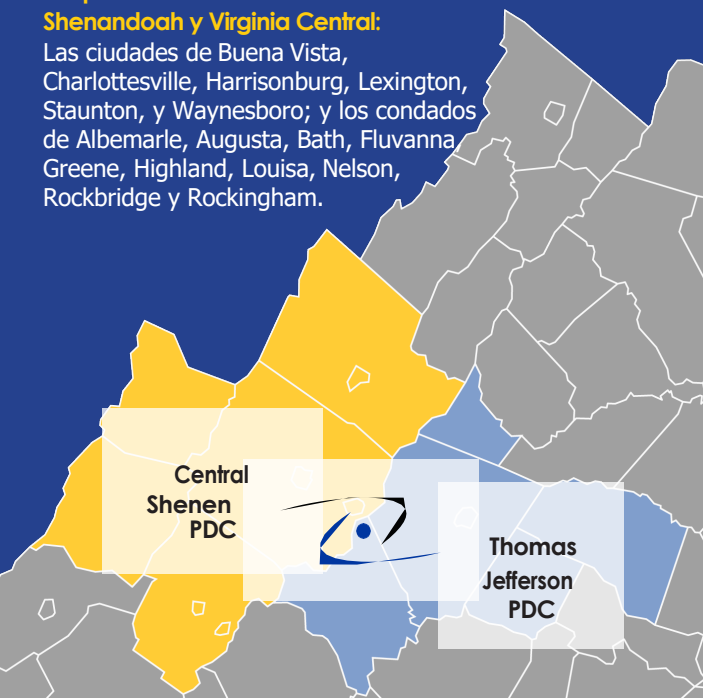 Shenandoah y Virginia Central:
Las ciudades de Buena Vista,
Charlottesville, Harrisonburg, Lexington,
Staunton, y Waynesboro; y los condados
de Albemarle, Augusta, Bath, Fluvanna,
Greene, Highland, Louisa, Nelson,
Rockbridge y Rockingham.
Central
Shenen
PDC
Thomas
Jefferson
PDC